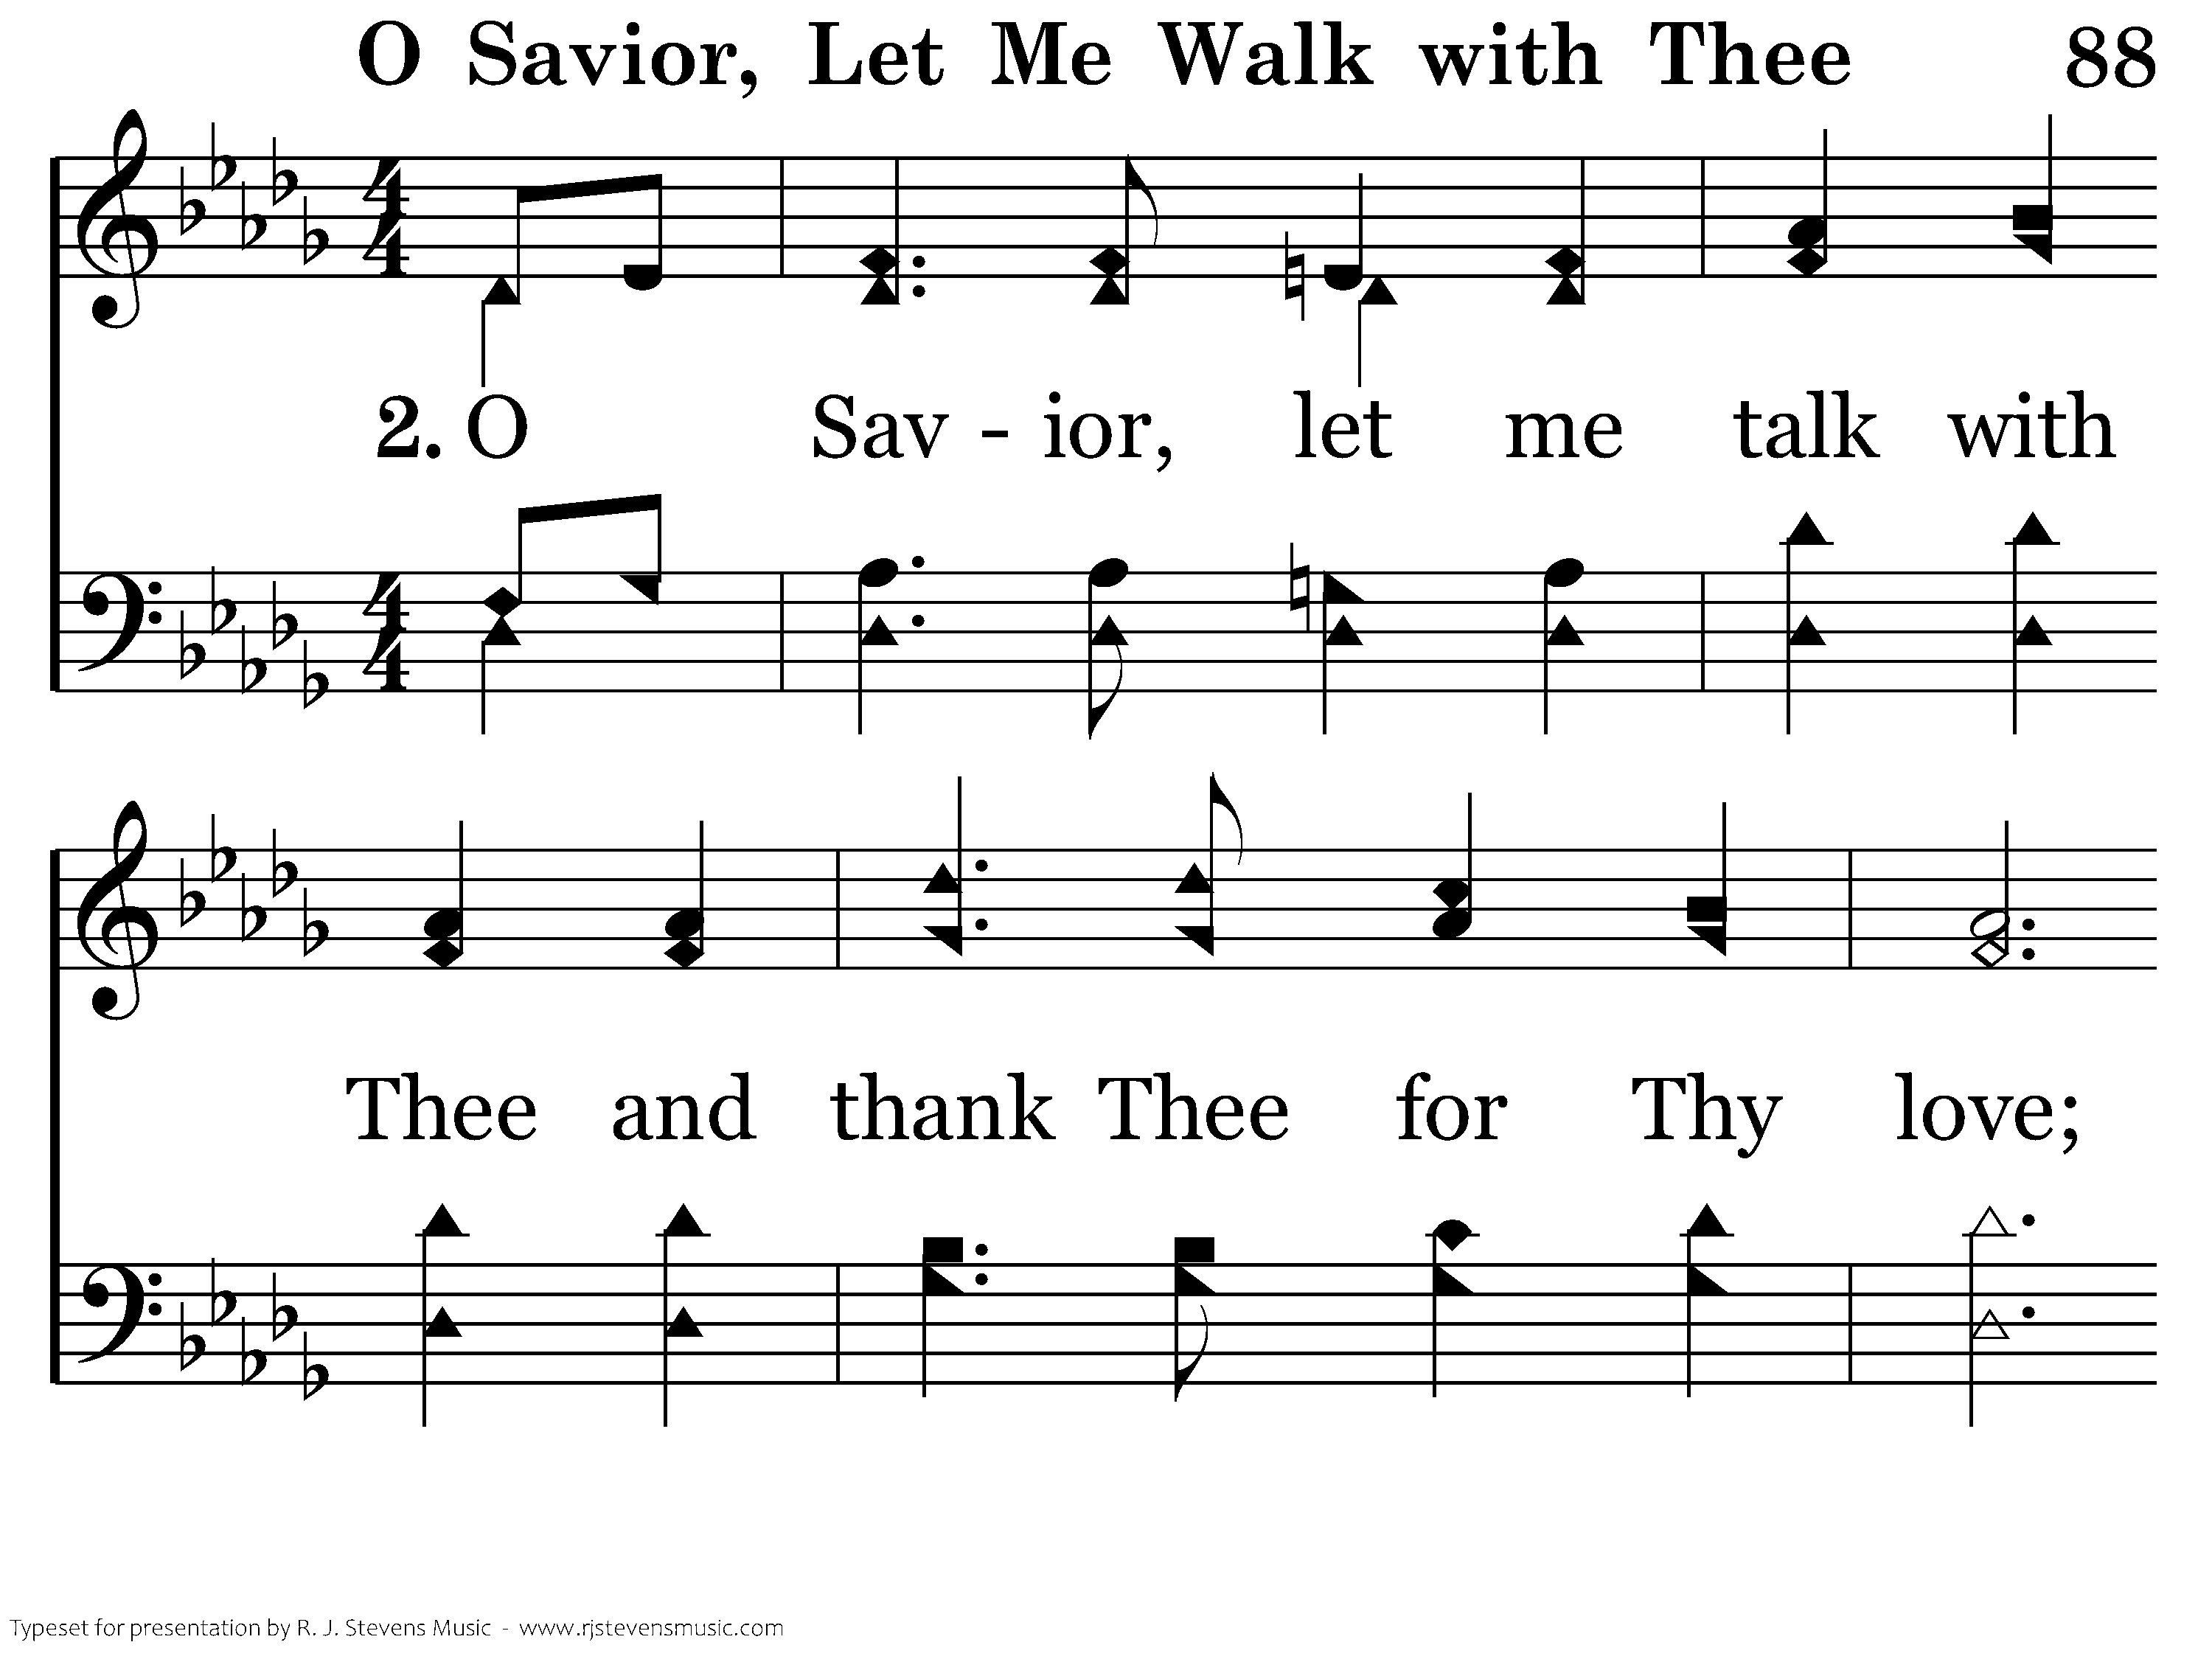 O Savior, Let Me Walk with Thee 88
2. O Sav - ior, let me talk with
Thee and thank Thee for Thy love;
Typeset for presentation by R. J. Stevens Music - www.rjstevensmusic.com